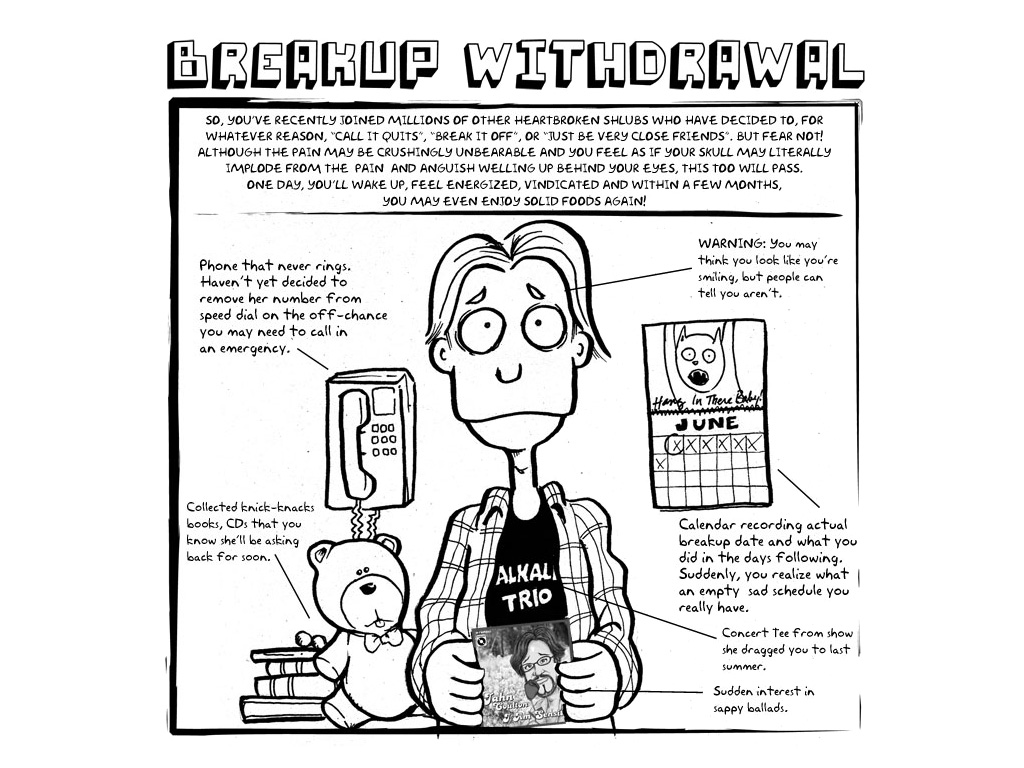 BREAKUP WITHDRAWAL
SO, YOU'VE RECENTLY JOINED MILLIONS OF OTHER HEARTBROKEN SHLUBS WHO HAVE DECIDED TO, FOR
WHATEVER REASON, "CALL IT QUITS", "BREAK IT OFF", OR "JUST BE VERY CLOSE FRIENDS". BUT FEAR NOT!
ALTHOUGH THE PAIN MAY BE CRUSHINGLY UNBEARABLE AND YOU FEEL AS IF YOUR SKULL MAY LITERALLY
IMPLODE FROM THE PAIN AND ANGUISH WELLING UP BEHIND YOUR EYES, THIS TOO WILL PASS.
ONE DAY, YOU'LL WAKE UP, FEEL ENERGIZED, VINDICATED AND WITHIN A FEW MONTHS,
YOU MAY EVEN ENJOY SOLID FOODS AGAIN!
Phone that never rings.
Haven't yet decided to
remove her number from
speed dial on the off-chance
you may need to call in
an emergency.
WARNING: You may
think you look like you're
smiling, but people can
tell you aren't.
Hang In There Baby!
JUNE
Collected knick-knacks
books, CDs that you
know she'll be asking
back for soon.
Calendar recording actual
breakup date and what you
did in the days following.
Suddenly, you realize what
an empty sad schedule you
really have.
ALKALI
TRIO
Concert Tee from show
she dragged you to last
summer.
Sudden interest in
sappy ballads.
John